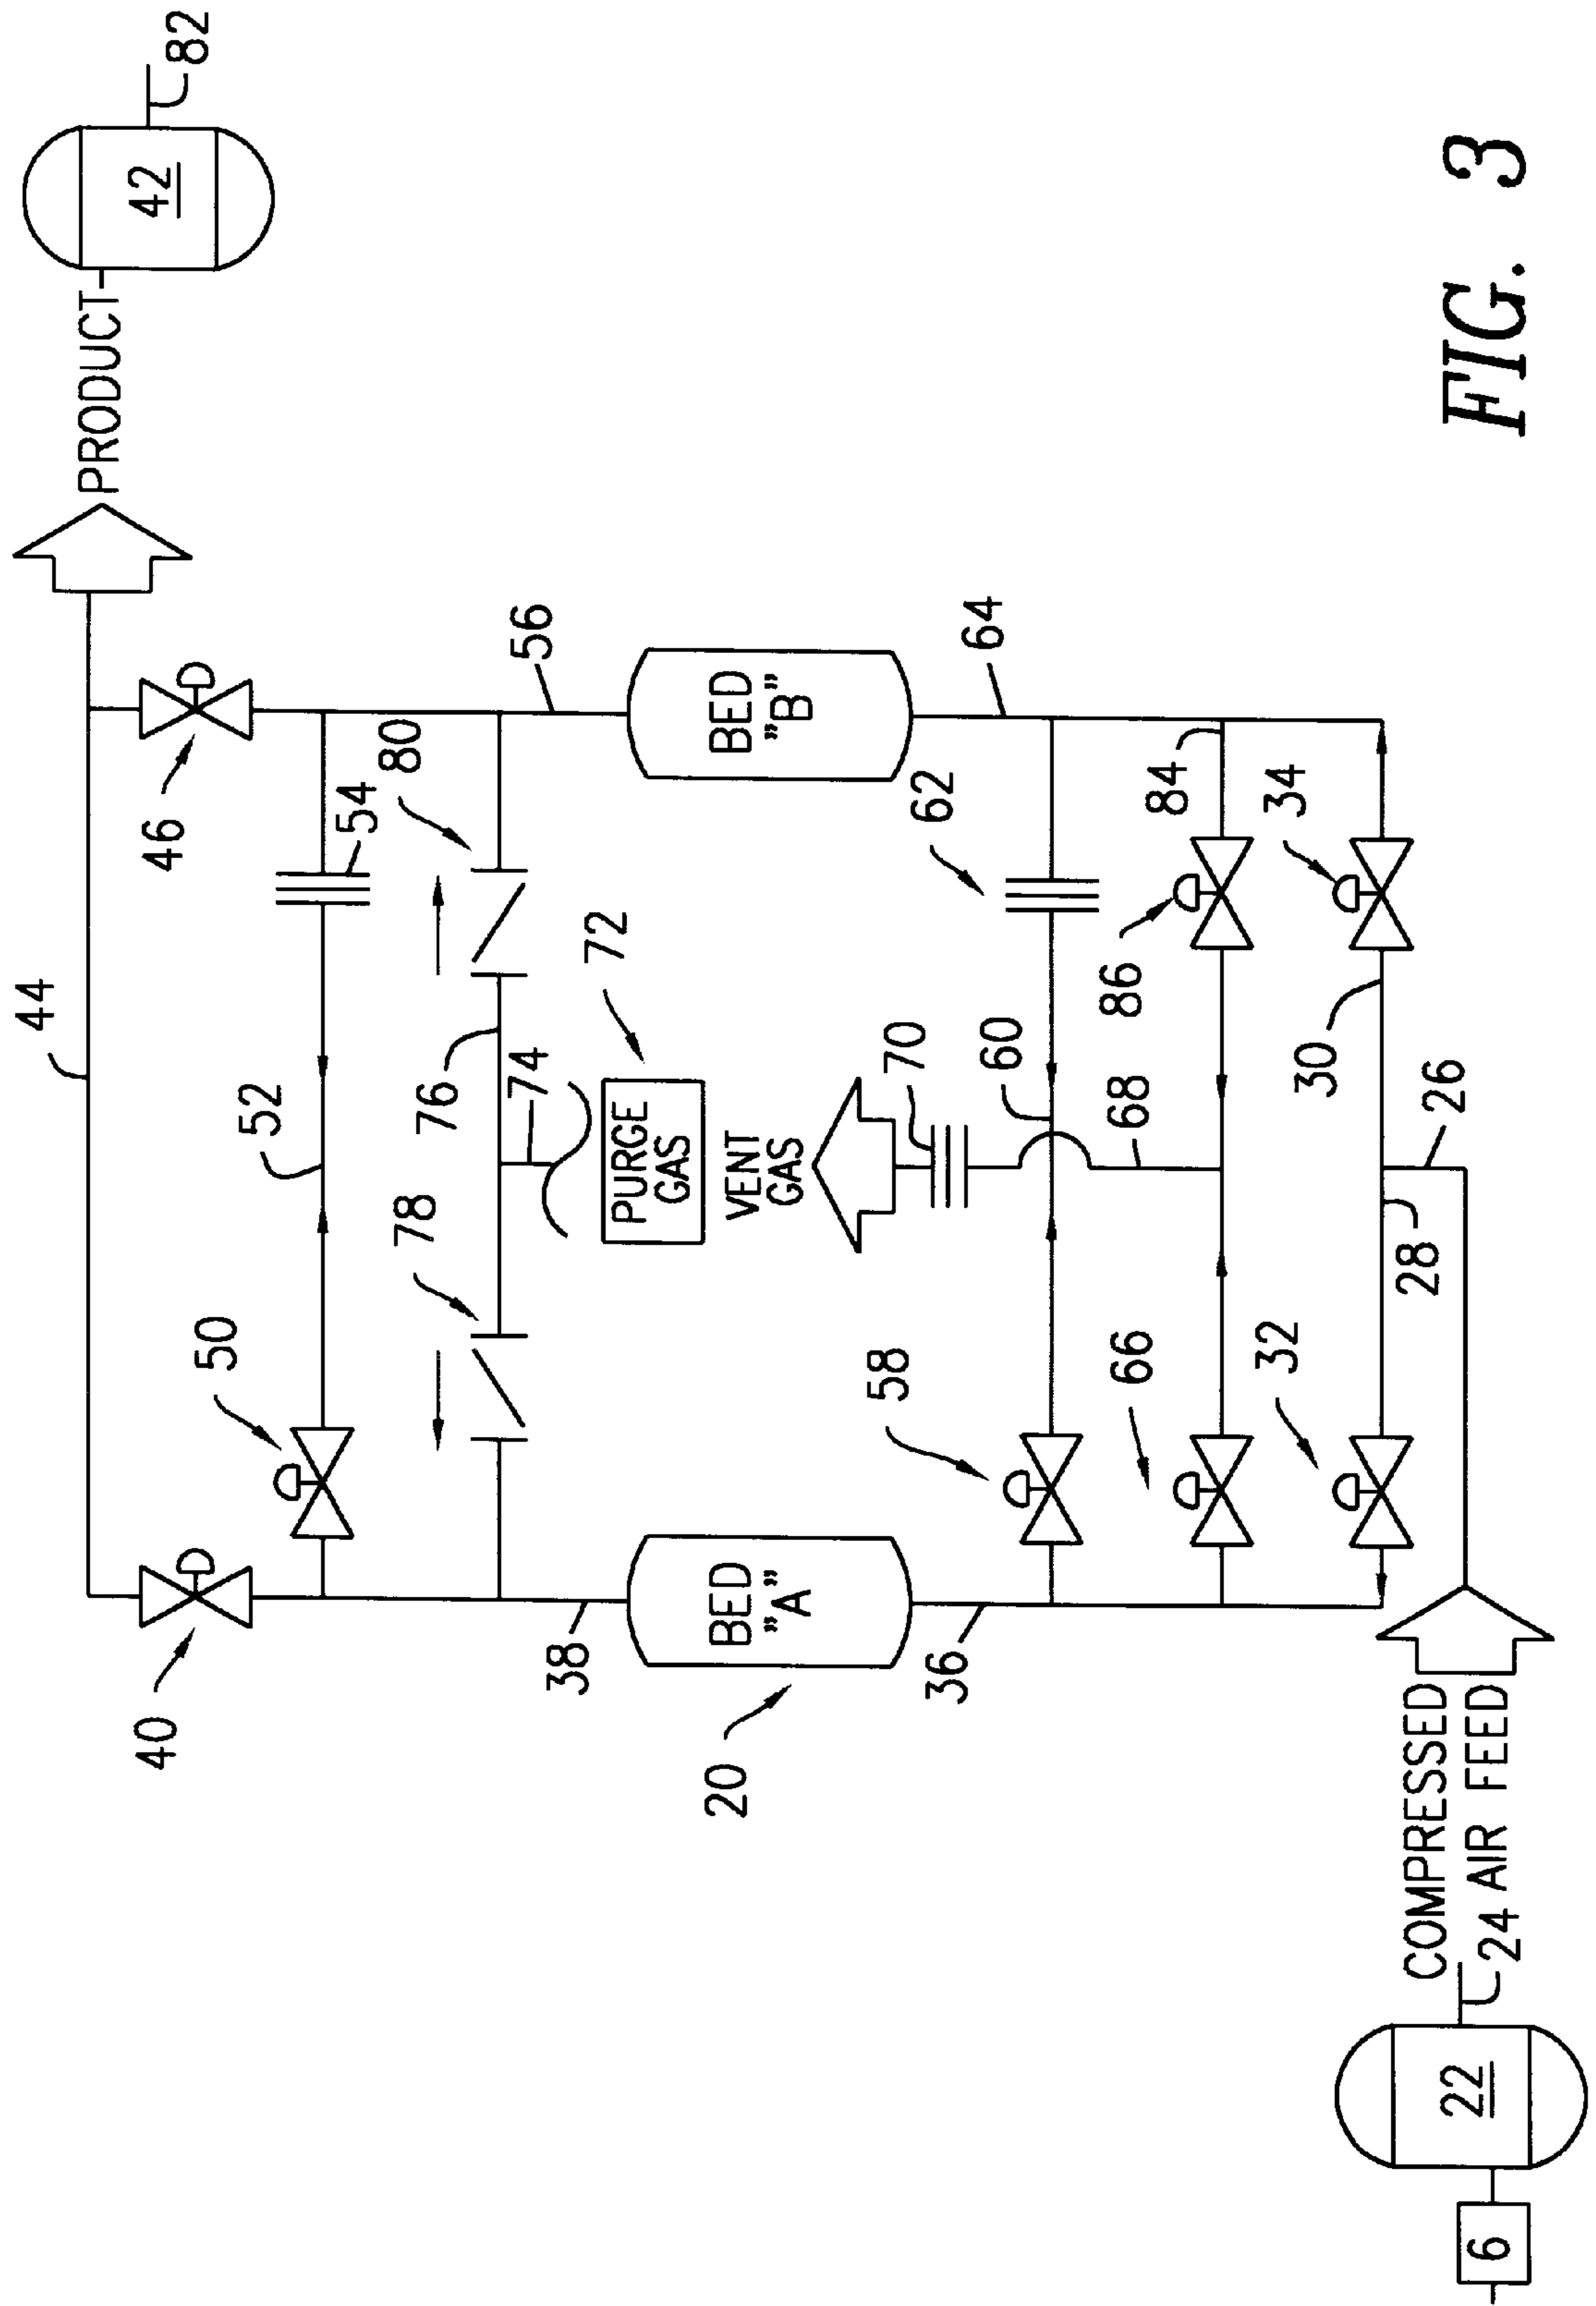 44
PRODUCT
42
82
40
50
52
54
46
78
76
80
56
38
74
72
PURGE
GAS
BED
"A"
BED
"B"
20
VENT
GAS
36
58
70
60
62
64
66
68
86
84
32
28
30
34
26
COMPRESSED
24 AIR FEED
22
6
FIG. 3